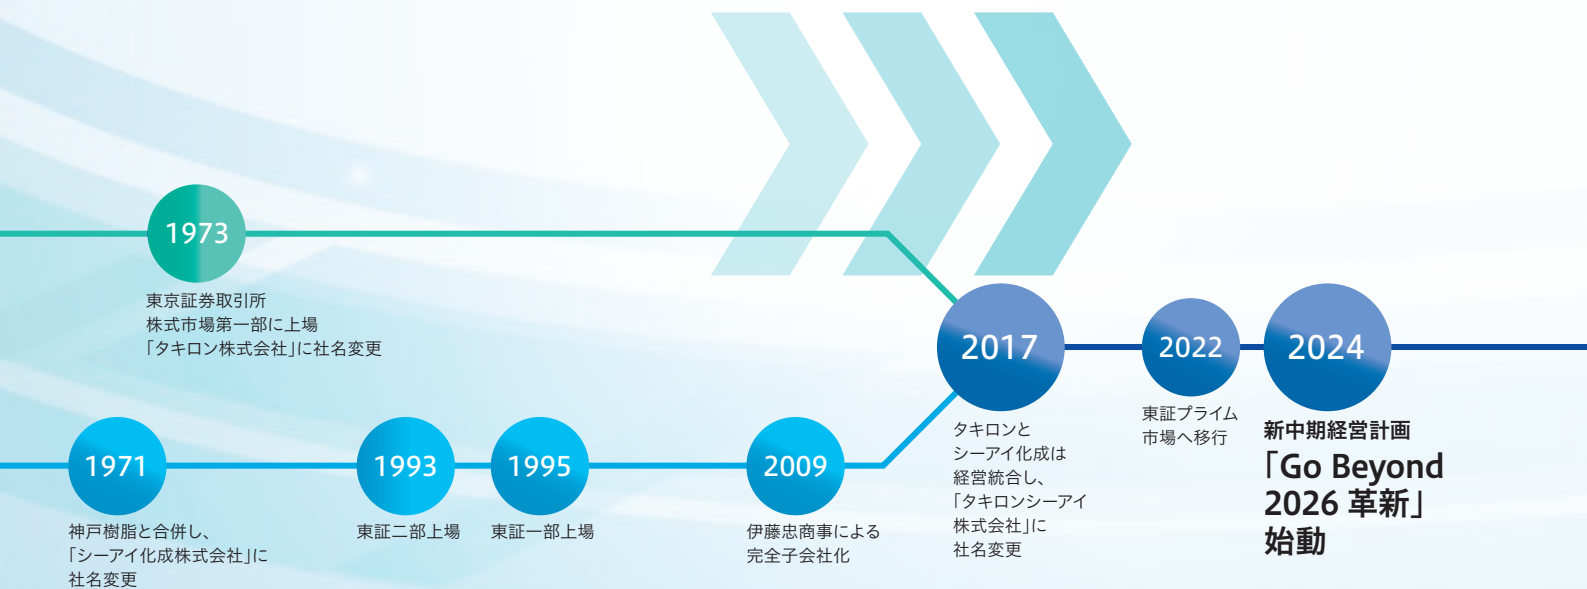 1973
東京証券取引所
株式市場第一部に上場
「タキロン株式会社」に社名変更
1971
神戸樹脂と合併し、
「シーアイ化成株式会社」に
社名変更
1993
東証二部上場
1995
東証一部上場
2009
伊藤忠商事による
完全子会社化
2017
タキロンと
シーアイ化成は
経営統合し、
「タキロンシーアイ
株式会社」に
社名変更
2022
東証プライム
市場へ移行
2024
新中期経営計画
「Go Beyond
2026 革新」
始動